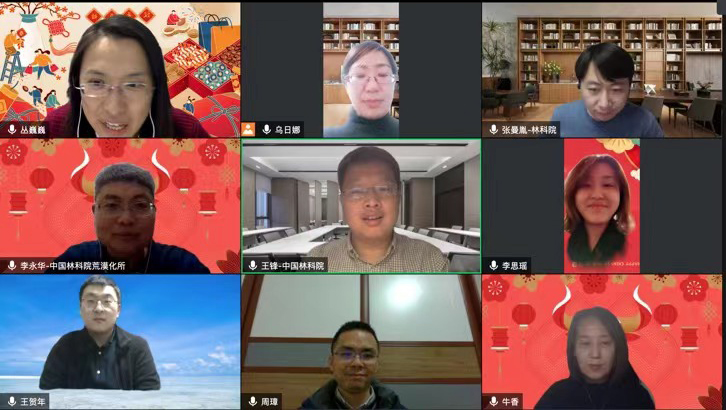 丛巍巍
乌日娜
张曼胤-林科院
李永华-中国林科院荒漠化所
王锋-中国林科院
李思瑶
王贺年
周璋
牛香